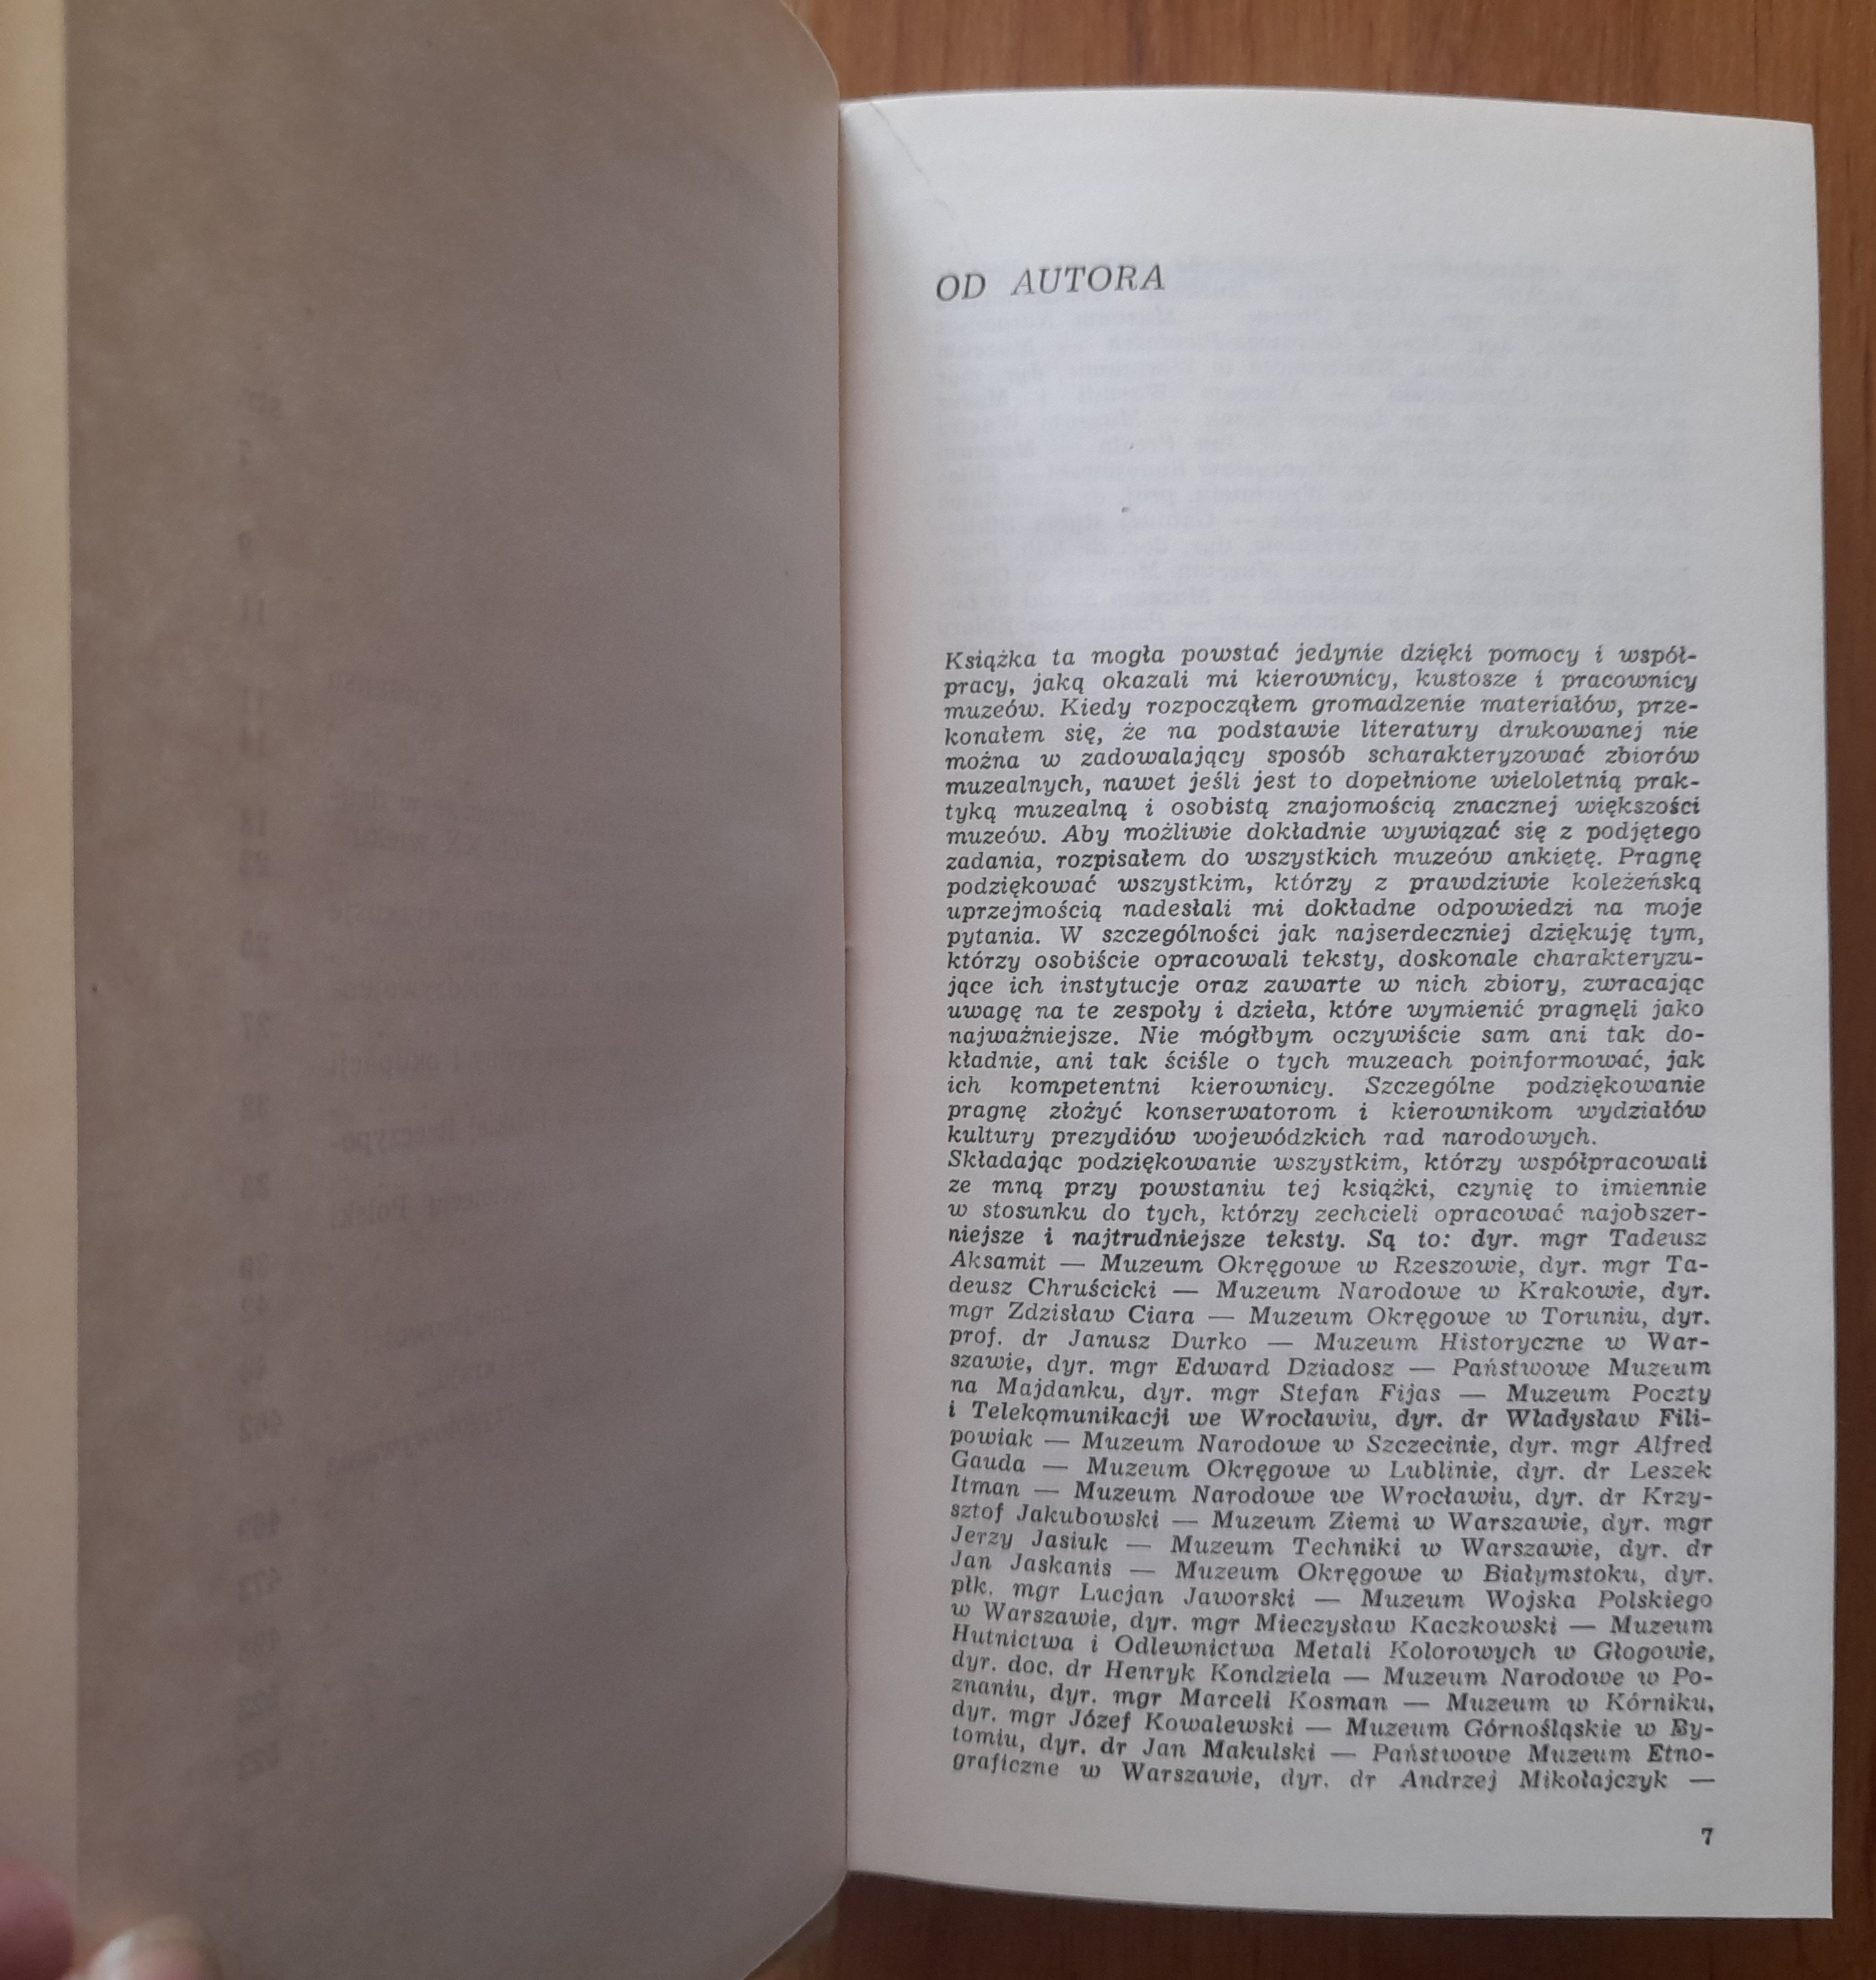 OD AUTORA
Książka ta mogła powstać jedynie dzięki pomocy i współ-
pracy, jaką okazali mi kierownicy, kustosze i pracownicy
muzeów. Kiedy rozpocząłem gromadzenie materiałów, prze-
konałem się, że na podstawie literatury drukowanej nie
można w zadowalający sposób scharakteryzować zbiorów
muzealnych, nawet jeśli jest to dopełnione wieloletnią prak-
tyką muzealną i osobistą znajomością znacznej większości
muzeów. Aby możliwie dokładnie wywiązać się z podjętego
zadania, rozpisałem do wszystkich muzeów ankietę. Pragnę
podziękować wszystkim, którzy z prawdziwie koleżeńską
uprzejmością nadesłali mi dokładne odpowiedzi na moje
pytania. W szczególności jak najserdeczniej dziękuję tym,
którzy osobiście opracowali teksty, doskonale charakteryzu-
jące ich instytucje oraz zawarte w nich zbiory, zwracając
uwagę na te zespoły i dzieła, które wymienić pragnęli jako
najważniejsze. Nie mógłbym oczywiście sam ani tak do-
kładnie, ani tak ściśle o tych muzeach poinformować, jak
ich kompetentni kierownicy. Szczególne podziękowanie
pragnę złożyć konserwatorom i kierownikom wydziałów
kultury prezydiów wojewódzkich rad narodowych.
Składając podziękowanie wszystkim, którzy współpracowali
ze mną przy powstaniu tej książki, czynię to imiennie
w stosunku do tych, którzy zechcieli opracować najobszer-
niejsze i najtrudniejsze teksty. Są to: dyr. mgr Tadeusz
Aksamit — Muzeum Okręgowe w Rzeszowie, dyr. mgr Ta-
deusz Chruścicki — Muzeum Narodowe w Krakowie, dyr.
mgr Zdzisław Ciara — Muzeum Okręgowe w Toruniu, dyr.
prof. dr Janusz Durko — Muzeum Historyczne w War-
szawie, dyr. mgr Edward Dziadosz — Państwowe Muzeum
na Majdanku, dyr. mgr Stefan Fijas — Muzeum Poczty
i Telekomunikacji we Wrocławiu, dyr. dr Władysław Fili-
powiak — Muzeum Narodowe w Szczecinie, dyr. mgr Alfred
Gauda — Muzeum Okręgowe w Lublinie, dyr. dr Leszek
Itman — Muzeum Narodowe we Wrocławiu, dyr. dr Krzy-
sztof Jakubowski — Muzeum Ziemi w Warszawie, dyr. mgr
Jerzy Jasiuk — Muzeum Techniki w Warszawie, dyr. dr
Jan Jaskanis — Muzeum Okręgowe w Białymstoku, dyr.
płk. mgr Lucjan Jaworski — Muzeum Wojska Polskiego
w Warszawie, dyr. mgr Mieczysław Kaczkowski — Muzeum
Hutnictwa i Odlewnictwa Metali Kolorowych w Głogowie,
dyr. doc. dr Henryk Kondziela — Muzeum Narodowe w Po-
znaniu, dyr. mgr Marceli Kosman — Muzeum w Kórniku,
dyr. mgr Józef Kowalewski — Muzeum Górnośląskie w By-
tomiu, dyr. dr Jan Makulski — Państwowe Muzeum Etno-
graficzne w Warszawie, dyr. dr Andrzej Mikołajczyk —
7